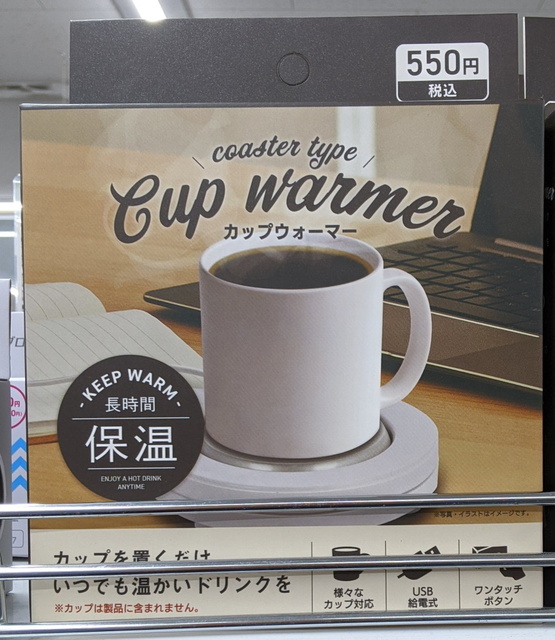 550円
税込
coaster type
Cup warmer
カップウォーマー
- KEEP WARM -
長時間
保温
ENJOY A HOT DRINK
ANYTIME
※写真・イラストはイメージです。
カップを置くだけ
いつでも温かいドリンクを
※カップは製品に含まれません。
様々な
カップ対応
USB
給電式
ワンタッチ
ボタン